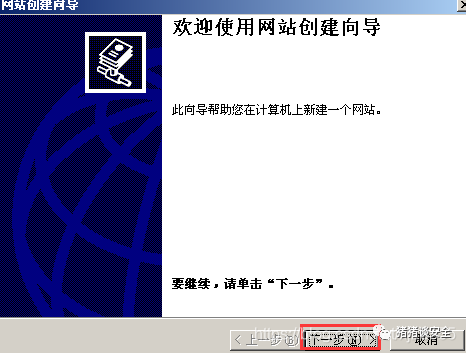 网站创建向导
欢迎使用网站创建向导
此向导帮助您在计算机上新建一个网站。
要继续，请单击“下一步”。
< 上一步(B) 下一步(N) > 取消
猪猪谈安全